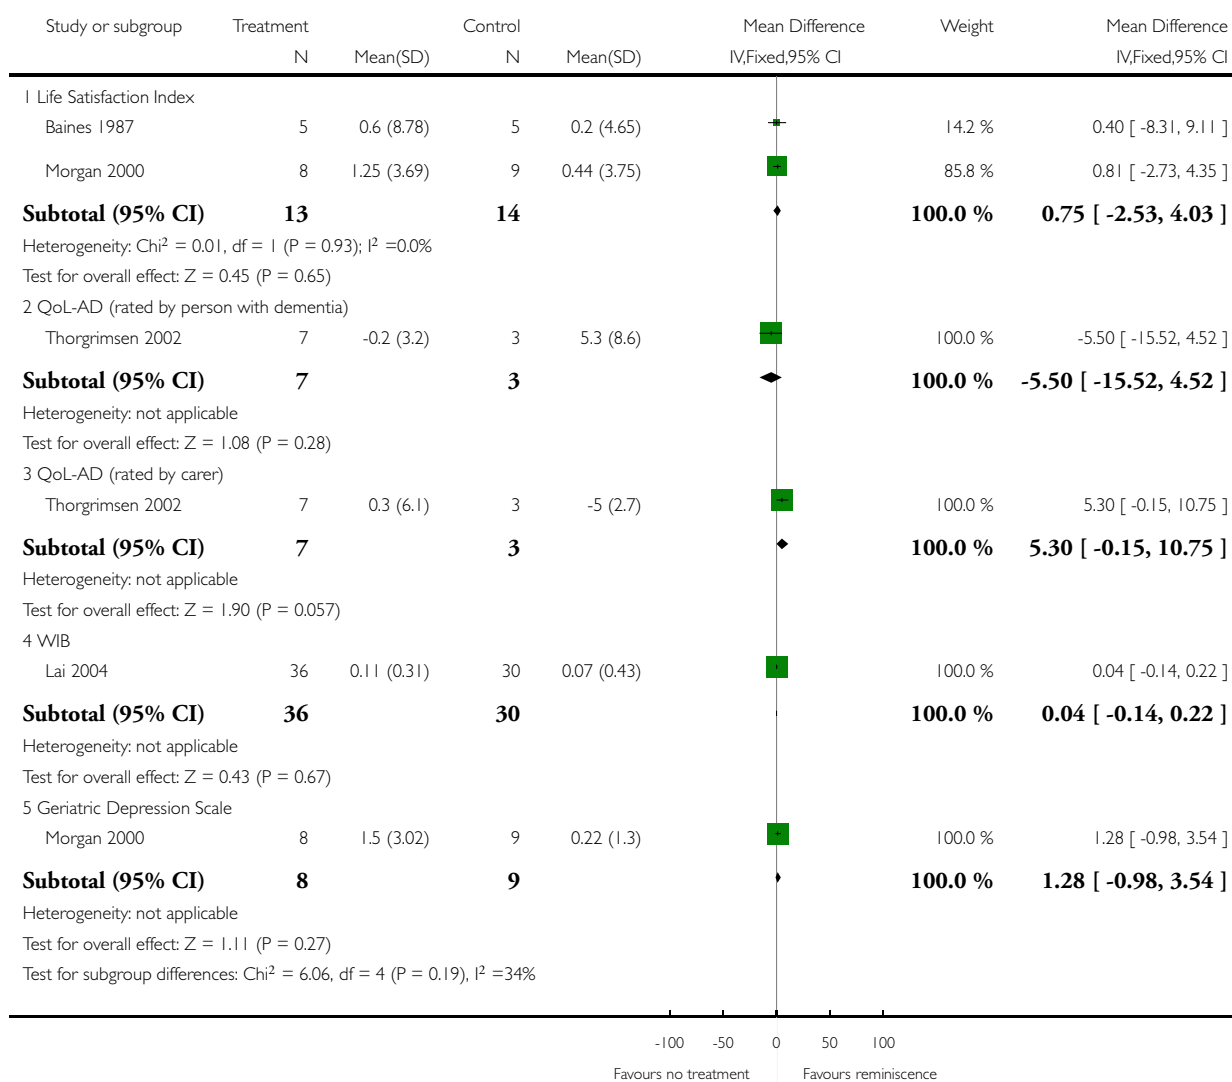 Study or subgroup Treatment Control Mean Difference Weight Mean Difference
N Mean(SD) N Mean(SD) IV,Fixed,95% CI IV,Fixed,95% CI
1 Life Satisfaction Index
Baines 1987 5 0.6 (8.78) 5 0.2 (4.65) 14.2 % 0.40 [ -8.31, 9.11 ]
Morgan 2000 8 1.25 (3.69) 9 0.44 (3.75) 85.8 % 0.81 [ -2.73, 4.35 ]
Subtotal (95% CI) 13 14 100.0 % 0.75 [ -2.53, 4.03 ]
Heterogeneity: Chi² = 0.01, df = 1 (P = 0.93); I² =0.0%
Test for overall effect: Z = 0.45 (P = 0.65)
2 QoL-AD (rated by person with dementia)
Thorgrimsen 2002 7 -0.2 (3.2) 3 5.3 (8.6) 100.0 % -5.50 [ -15.52, 4.52 ]
Subtotal (95% CI) 7 3 100.0 % -5.50 [ -15.52, 4.52 ]
Heterogeneity: not applicable
Test for overall effect: Z = 1.08 (P = 0.28)
3 QoL-AD (rated by carer)
Thorgrimsen 2002 7 0.3 (6.1) 3 -5 (2.7) 100.0 % 5.30 [ -0.15, 10.75 ]
Subtotal (95% CI) 7 3 100.0 % 5.30 [ -0.15, 10.75 ]
Heterogeneity: not applicable
Test for overall effect: Z = 1.90 (P = 0.057)
4 WIB
Lai 2004 36 0.11 (0.31) 30 0.07 (0.43) 100.0 % 0.04 [ -0.14, 0.22 ]
Subtotal (95% CI) 36 30 100.0 % 0.04 [ -0.14, 0.22 ]
Heterogeneity: not applicable
Test for overall effect: Z = 0.43 (P = 0.67)
5 Geriatric Depression Scale
Morgan 2000 8 1.5 (3.02) 9 0.22 (1.3) 100.0 % 1.28 [ -0.98, 3.54 ]
Subtotal (95% CI) 8 9 100.0 % 1.28 [ -0.98, 3.54 ]
Heterogeneity: not applicable
Test for overall effect: Z = 1.11 (P = 0.27)
Test for subgroup differences: Chi² = 6.06, df = 4 (P = 0.19), I² =34%
-100 -50 0 50 100
Favours no treatment Favours reminiscence